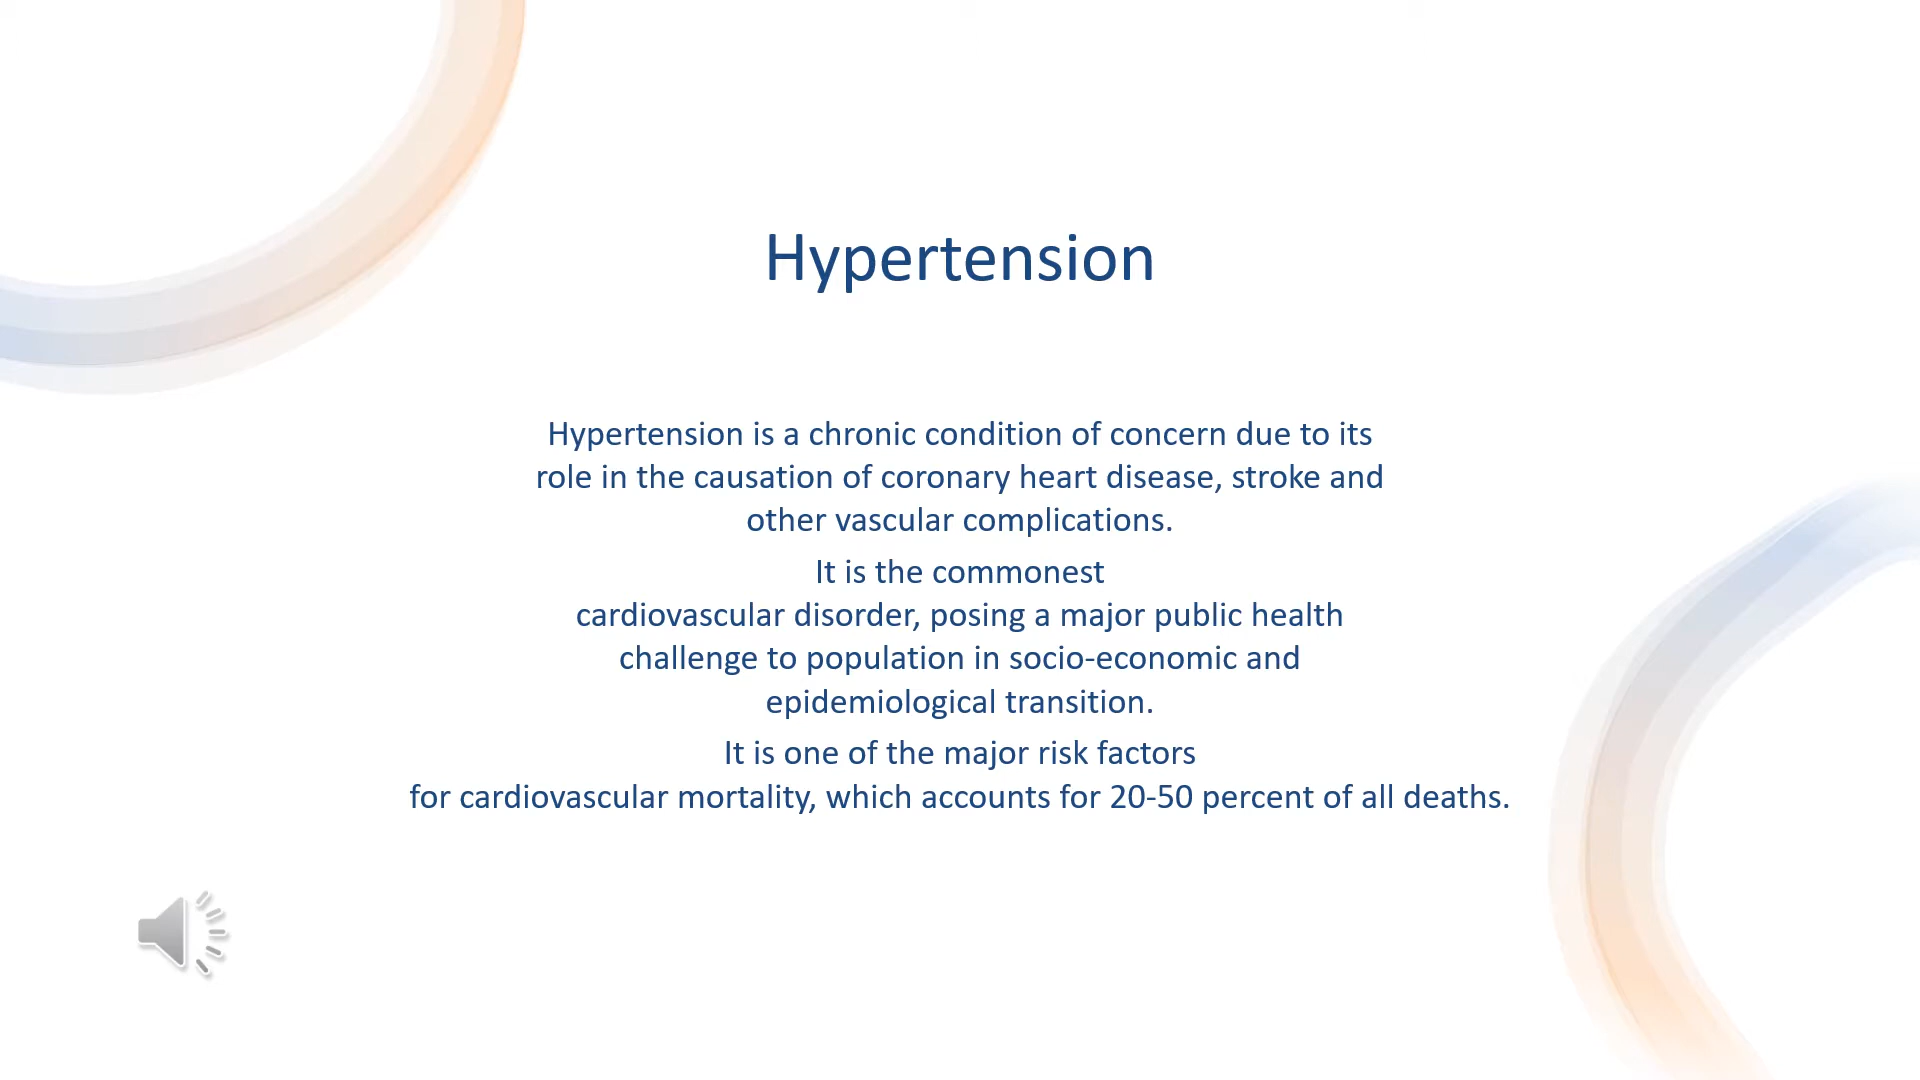 Hypertension
Hypertension is a chronic condition of concern due to its
role in the causation of coronary heart disease, stroke and
other vascular complications.
It is the commonest
cardiovascular disorder, posing a major public health
challenge to population in socio-economic and
epidemiological transition.
It is one of the major risk factors
for cardiovascular mortality, which accounts for 20-50 percent of all deaths.